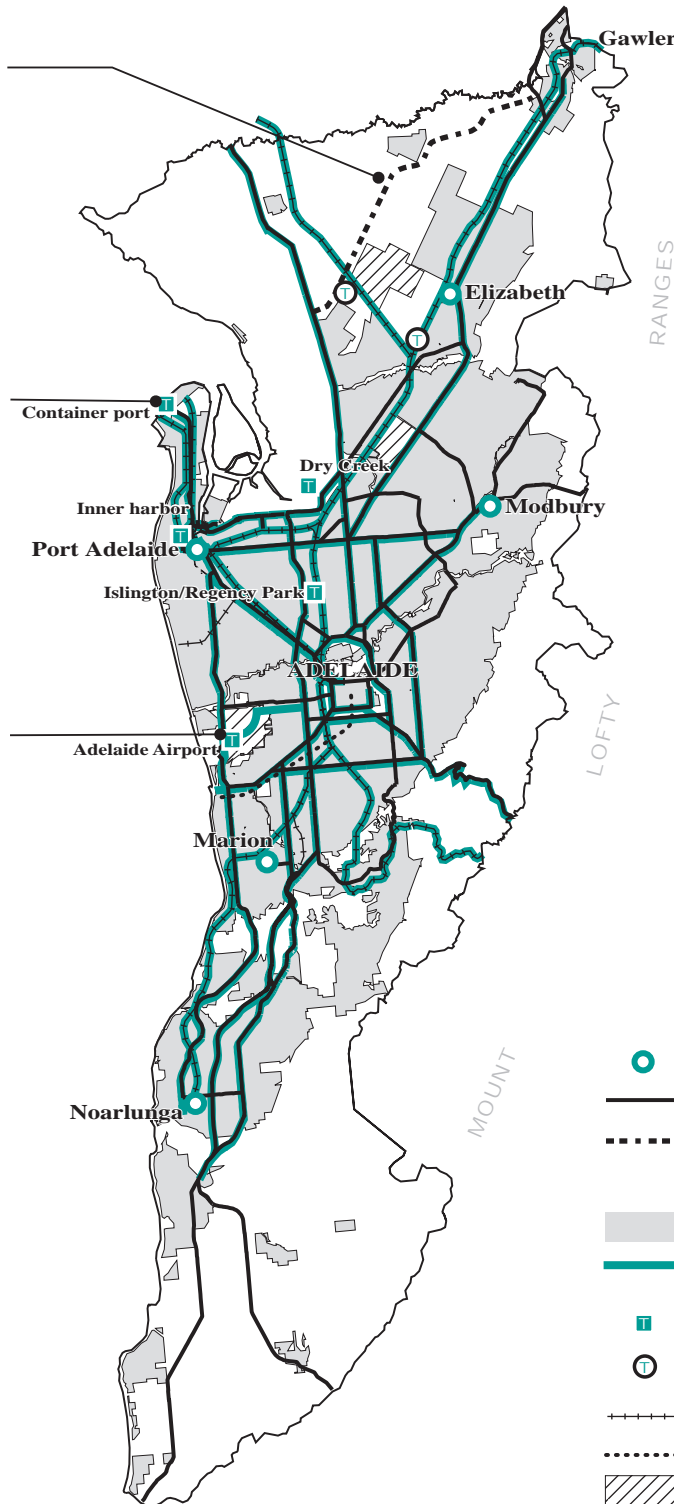 Gawler
RANGES
Elizabeth
T
T
T
Container port
Dry Creek
T
Inner harbor
Modbury
T
Port Adelaide
Islington/Regency Park
T
ADELAIDE
LOFTY
Adelaide Airport
T
Marion
MOUNT
Noarlunga
T
T